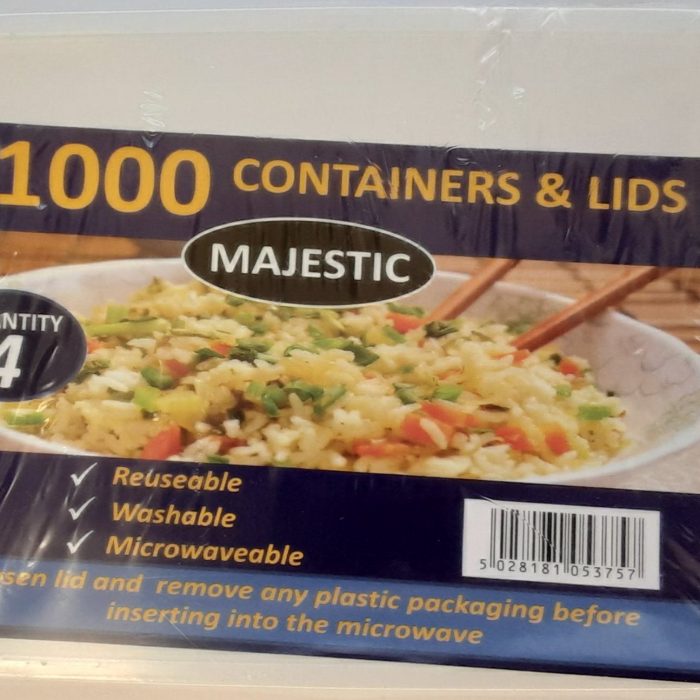 1000 CONTAINERS & LIDS
MAJESTIC
4
✓ Reuseable
✓ Washable
✓ Microwaveable
5 028181 053757
lid and remove any plastic packaging before
inserting into the microwave